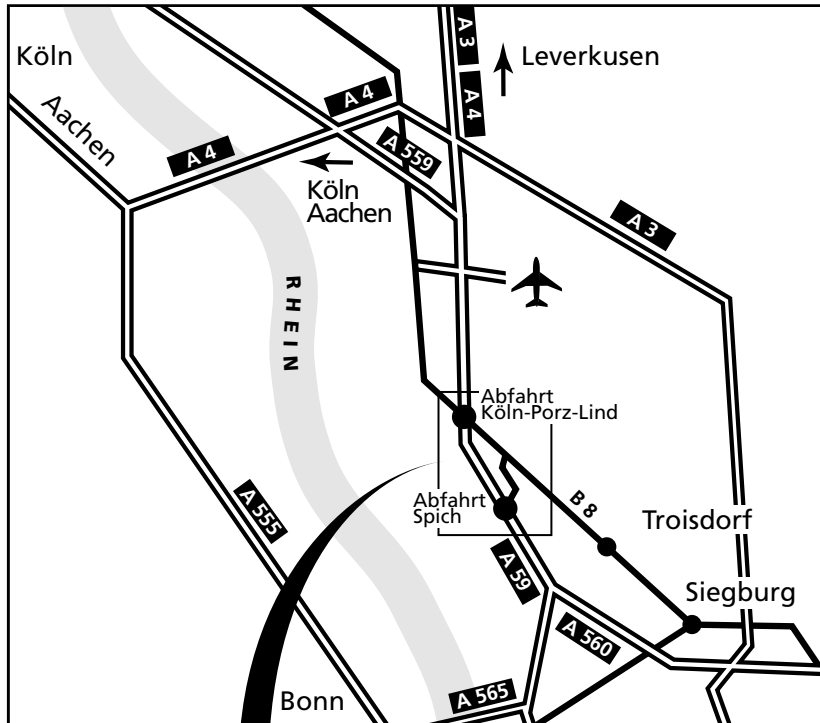 Köln
Leverkusen
A 3
A 4
Aachen
A 4
A 4
A 559
Köln
Aachen
A 3
RHEIN
Abfahrt
Köln-Porz-Lind
Abfahrt
Spich
B 8
A 555
Troisdorf
A 59
Siegburg
A 560
Bonn
A 565